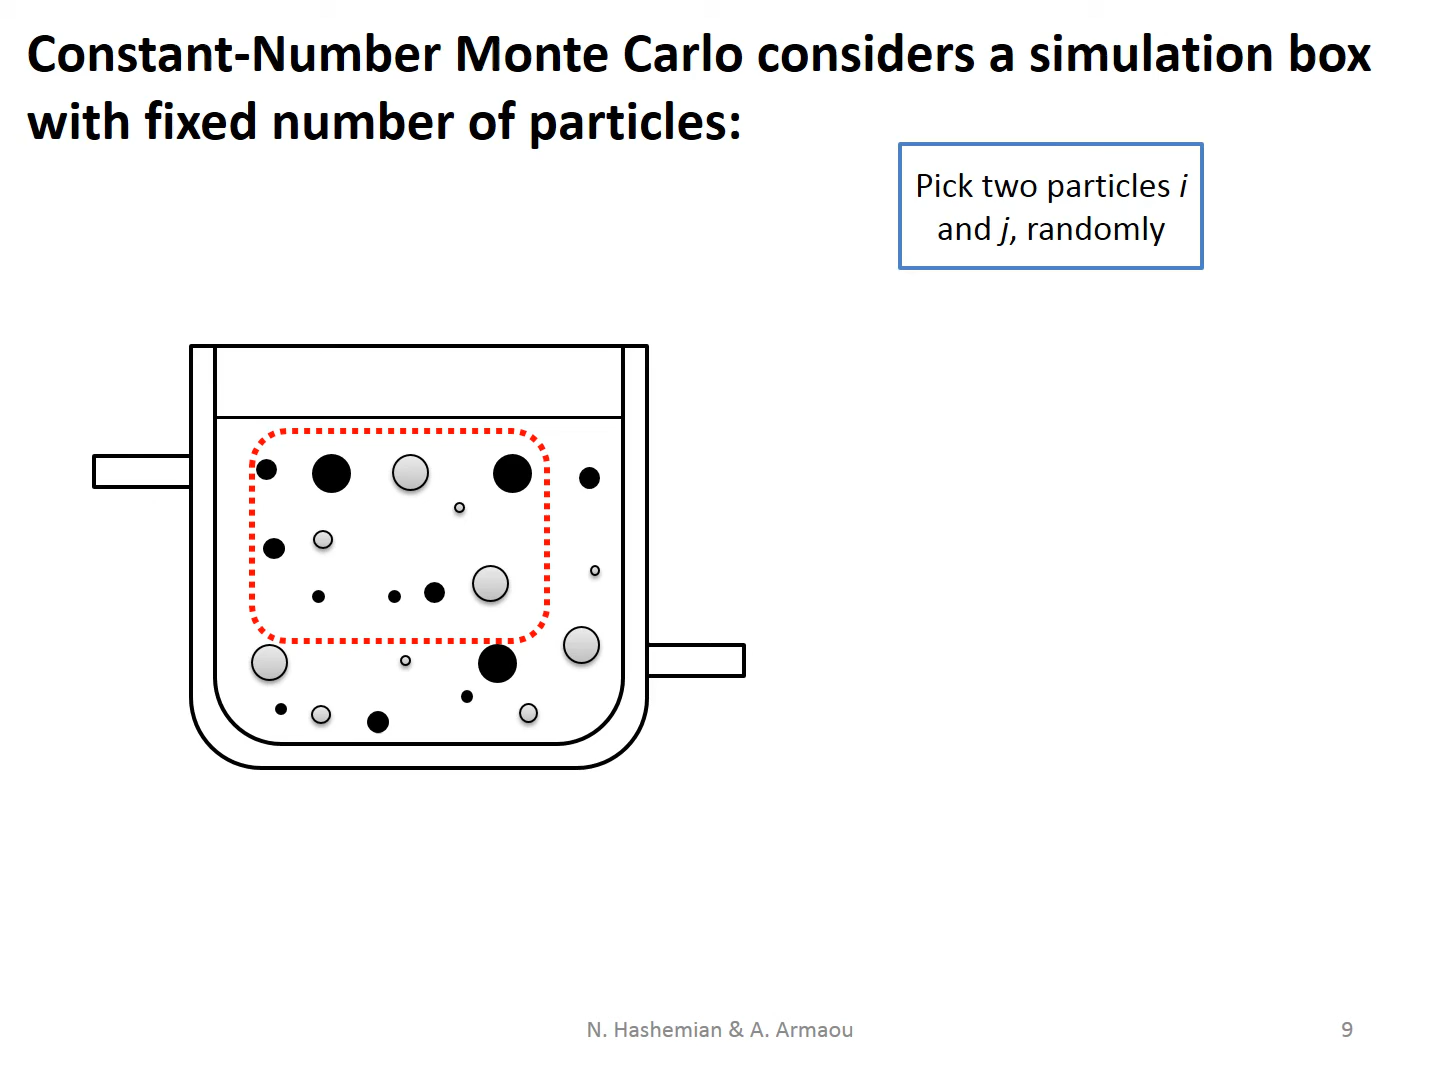 Constant-Number Monte Carlo considers a simulation box
with fixed number of particles:
Pick two particles i
and j, randomly
N. Hashemian & A. Armaou
9